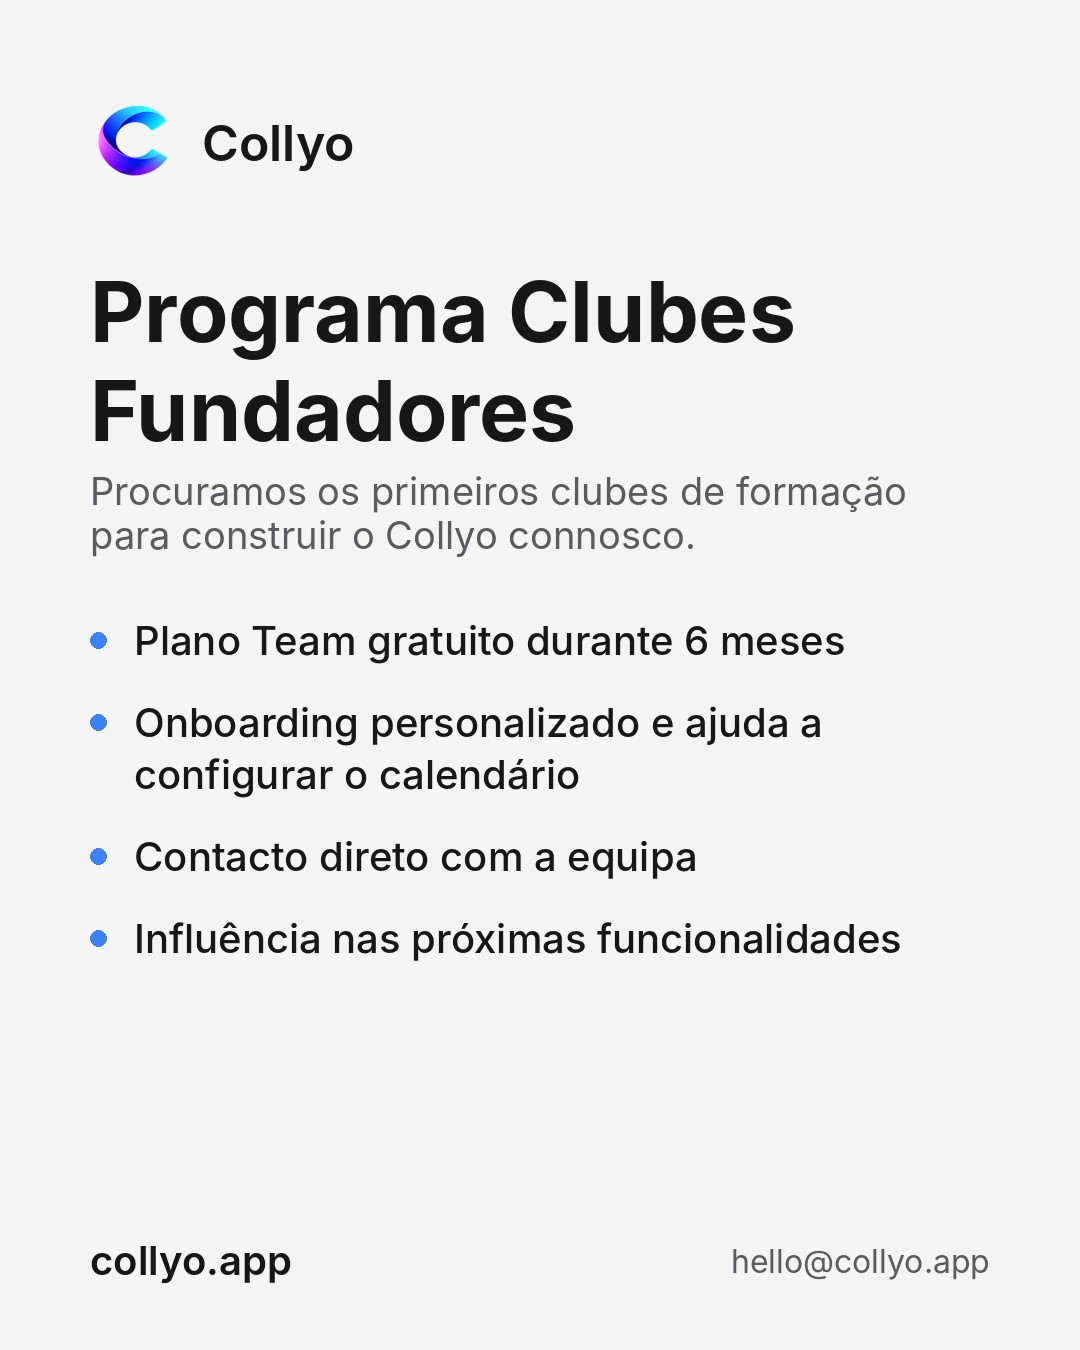 Collyo
Programa Clubes
Fundadores
Procuramos os primeiros clubes de formação
para construir o Collyo connosco.
Plano Team gratuito durante 6 meses
Onboarding personalizado e ajuda a
configurar o calendário
Contacto direto com a equipa
Influência nas próximas funcionalidades
collyo.app
hello@collyo.app